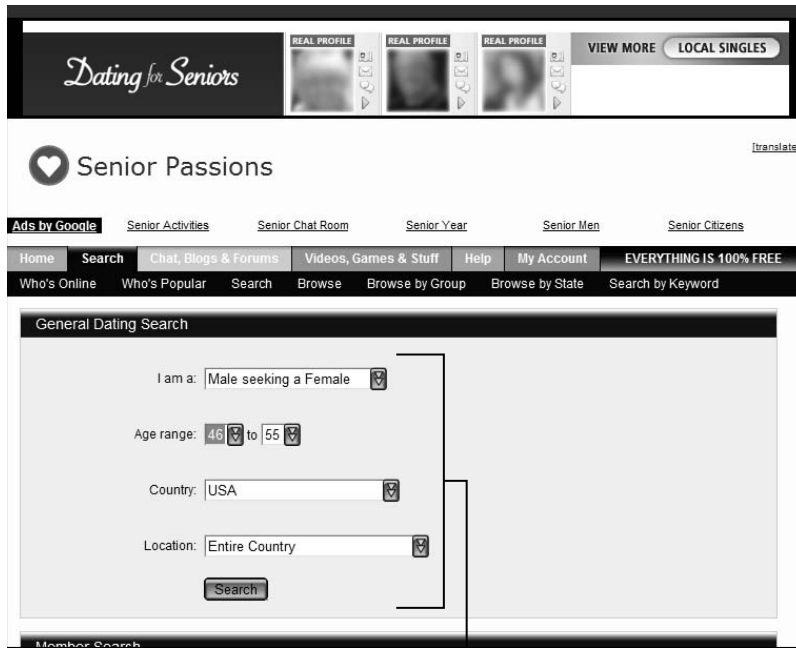 REAL PROFILE REAL PROFILE REAL PROFILE
Dating for Seniors
VIEW MORE LOCAL SINGLES
[translate
Senior Passions
Ads by Google Senior Activities Senior Chat Room Senior Year Senior Men Senior Citizens
Home Search Chat, Blogs & Forums Videos, Games & Stuff Help My Account EVERYTHING IS 100% FREE
Who's Online Who's Popular Search Browse Browse by Group Browse by State Search by Keyword
General Dating Search
I am a: Male seeking a Female
Age range: 46 to 55
Country: USA
Location: Entire Country
Search
Member Search